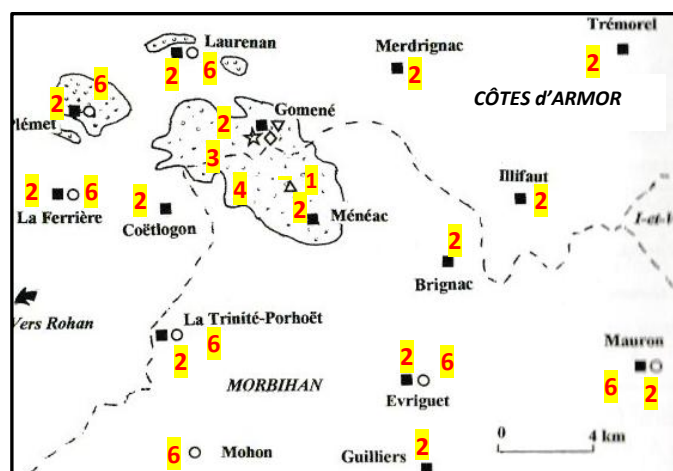 Laurenan
2 6
Merdrignac
2
Trémorel
2
CÔTES d'ARMOR
6
2
Plémet
2
Gomené
3
4
1
2
Ménéac
2 6
La Ferrière
2
Coëtlogon
Illifaut
2
2
Brignac
Vers Rohan
La Trinité-Porhoët
2
6
MORBIHAN
2 6
Evriguet
Mauron
6 2
6 Mohon
Guilliers
2
0 4 km